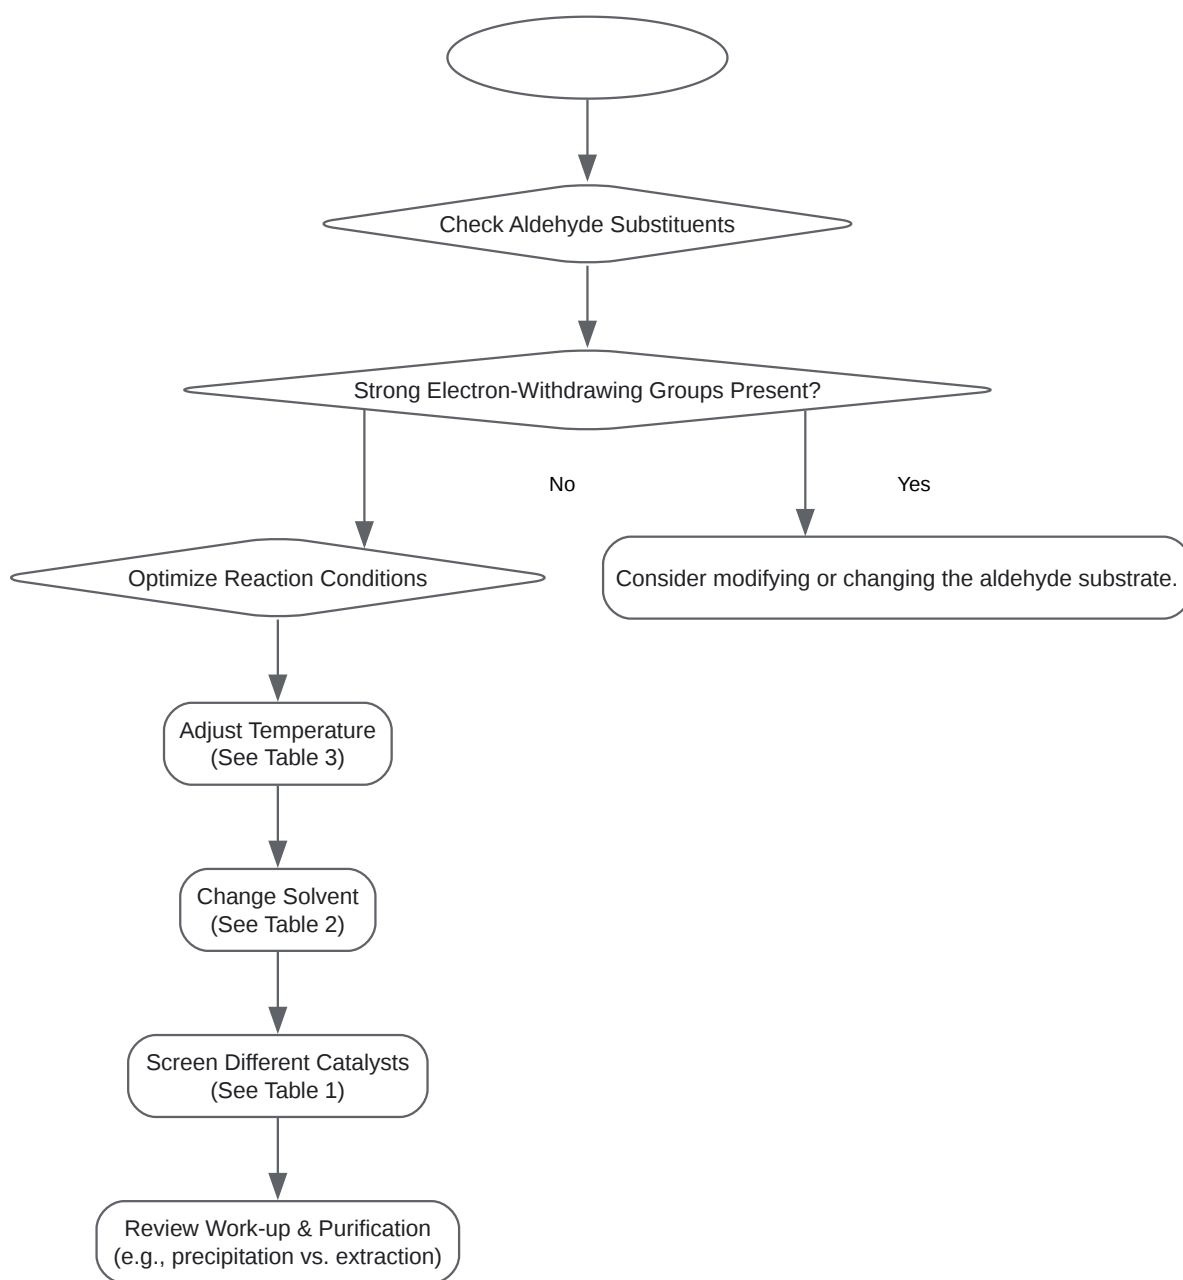 Check Aldehyde Substituents
Strong Electron-Withdrawing Groups Present?
No
Yes
Optimize Reaction Conditions
Consider modifying or changing the aldehyde substrate.
Adjust Temperature
(See Table 3)
Change Solvent
(See Table 2)
Screen Different Catalysts
(See Table 1)
Review Work-up & Purification
(e.g., precipitation vs. extraction)